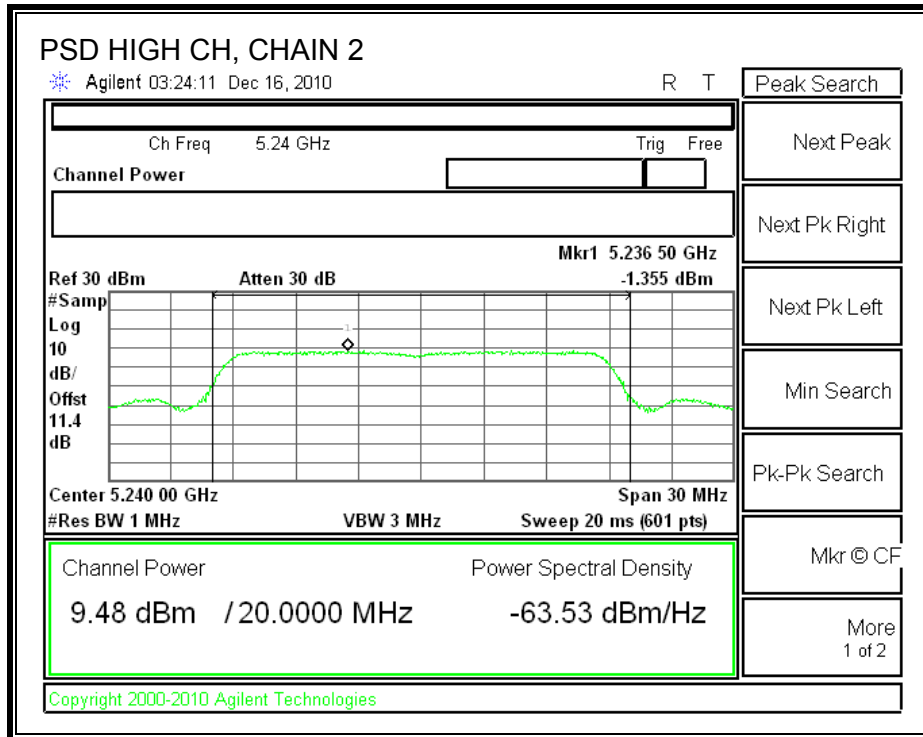 PSD HIGH CH, CHAIN 2
Agilent 03:24:11 Dec 16, 2010 R T
Peak Search
Ch Freq 5.24 GHz Trig Free
Next Peak
Channel Power
Next Pk Right
Mkr1 5.236 50 GHz
Ref 30 dBm Atten 30 dB -1.355 dBm
#Samp
Log
10
dB/
Offst
11.4
dB
1
Next Pk Left
Min Search
Pk-Pk Search
Center 5.240 00 GHz Span 30 MHz
#Res BW 1 MHz VBW 3 MHz Sweep 20 ms (601 pts)
Channel Power Power Spectral Density
9.48 dBm / 20.0000 MHz -63.53 dBm/Hz
Mkr © CF
More
1 of 2
Copyright 2000-2010 Agilent Technologies